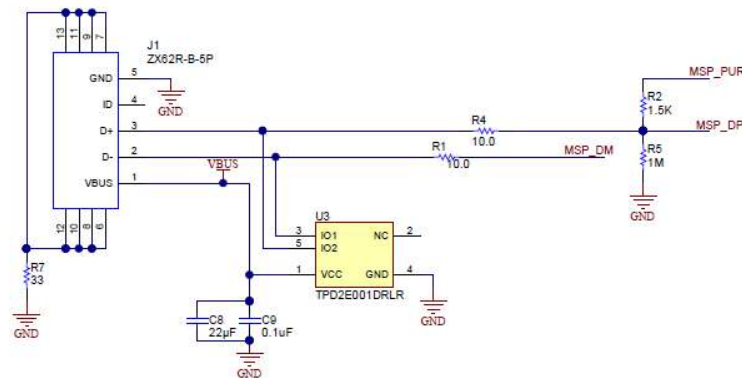 13
11
9
7
J1
ZX62R-B-5P
GND
5
GND
ID
4
D+
3
D-
2
VBUS
1
VBUS
12
10
8
6
R7
33
GND
MSP_PUR
R2
1.5K
R4
10.0
MSP_DP
R1
10.0
MSP_DM
R5
1M
GND
U3
3
IO1
NC
2
5
IO2
1
VCC
GND
4
TPD2E001DRLR
GND
C8
22µF
C9
0.1uF
GND